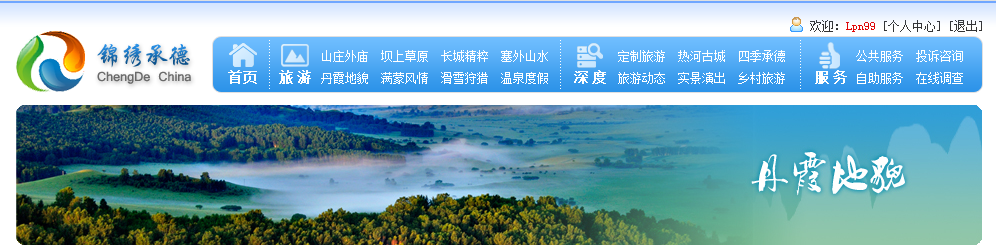 欢迎：Lpn99 [个人中心] [退出]
锦绣承德
ChengDe China
首页
旅游
山庄外庙 坝上草原 长城精粹 塞外山水
丹霞地貌 满蒙风情 滑雪狩猎 温泉度假
深度
定制旅游 热河古城 四季承德
旅游动态 实景演出 乡村旅游
服务
公共服务 投诉咨询
自助服务 在线调查
丹霞地貌